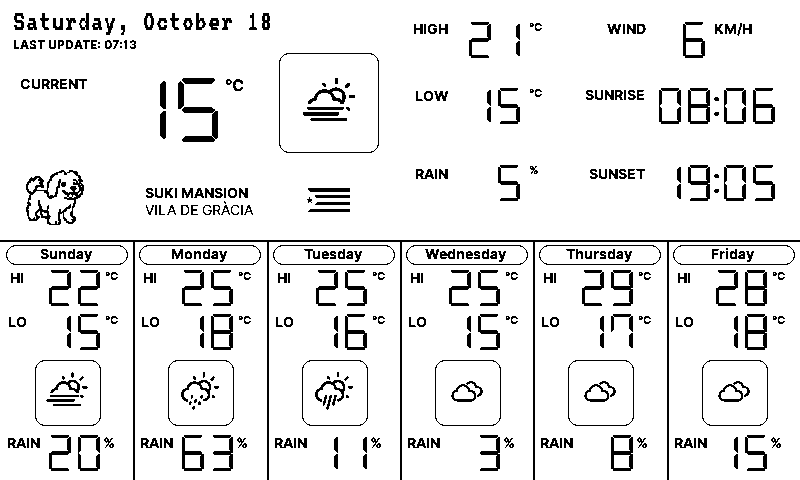 Saturday, October 18
LAST UPDATE: 07:13
CURRENT 15 °C
SUKI MANSION
VILA DE GRÀCIA
HIGH 21 °C
WIND 6 KM/H
LOW 15 °C
SUNRISE 08:06
RAIN 5 %
SUNSET 19:05
Sunday
HI 22 °C
LO 15 °C
RAIN 20 %
Monday
HI 25 °C
LO 18 °C
RAIN 63 %
Tuesday
HI 25 °C
LO 16 °C
RAIN 11 %
Wednesday
HI 25 °C
LO 15 °C
RAIN 3 %
Thursday
HI 29 °C
LO 17 °C
RAIN 8 %
Friday
HI 28 °C
LO 18 °C
RAIN 15 %